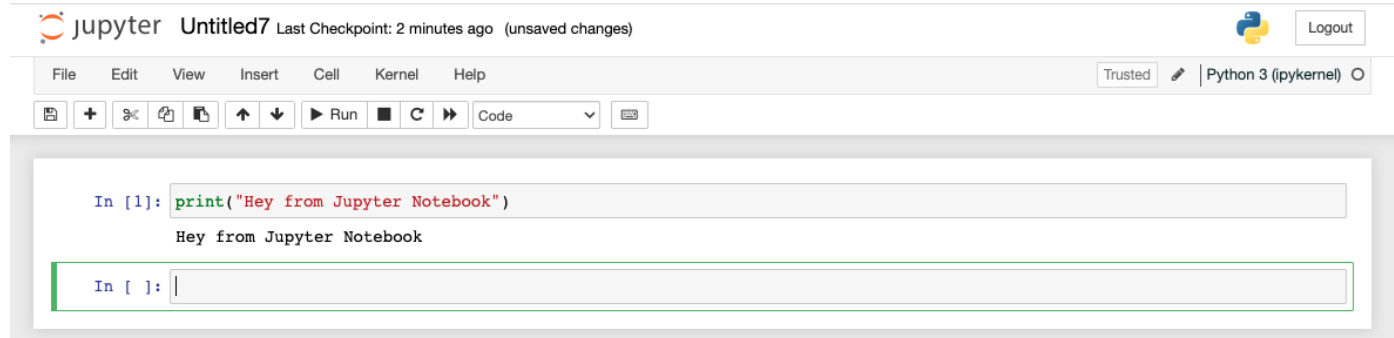 jupyter Untitled7 Last Checkpoint: 2 minutes ago (unsaved changes) Logout
File Edit View Insert Cell Kernel Help Trusted Python 3 (ipykernel)
Run Code
In [1]: print("Hey from Jupyter Notebook")
Hey from Jupyter Notebook
In [ ]: